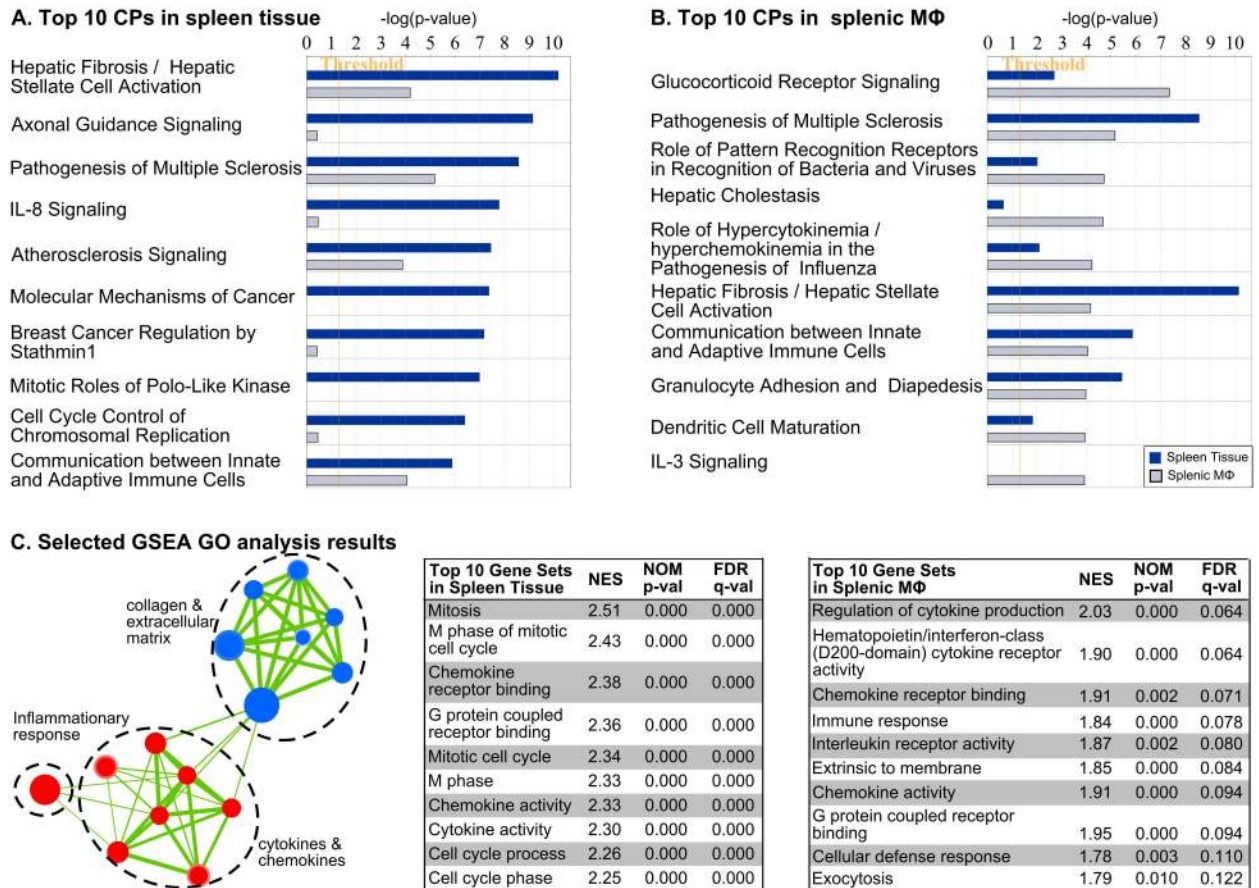 A. Top 10 CPs in spleen tissue
-log(p-value)
0 1 2 3 4 5 6 7 8 9 10
Threshold
Hepatic Fibrosis / Hepatic
Stellate Cell Activation
Axonal Guidance Signaling
Pathogenesis of Multiple Sclerosis
IL-8 Signaling
Atherosclerosis Signaling
Molecular Mechanisms of Cancer
Breast Cancer Regulation by
Stathmin1
Mitotic Roles of Polo-Like Kinase
Cell Cycle Control of
Chromosomal Replication
Communication between Innate
and Adaptive Immune Cells
B. Top 10 CPs in splenic MΦ
-log(p-value)
0 1 2 3 4 5 6 7 8 9 10
Threshold
Glucocorticoid Receptor Signaling
Pathogenesis of Multiple Sclerosis
Role of Pattern Recognition Receptors
in Recognition of Bacteria and Viruses
Hepatic Cholestasis
Role of Hypercytokinemia /
hyperchemokinemia in the
Pathogenesis of Influenza
Hepatic Fibrosis / Hepatic Stellate
Cell Activation
Communication between Innate
and Adaptive Immune Cells
Granulocyte Adhesion and Diapedesis
Dendritic Cell Maturation
IL-3 Signaling
Spleen Tissue
Splenic MΦ
C. Selected GSEA GO analysis results
collagen &
extracellular
matrix
Inflammationary
response
cytokines &
chemokines
Top 10 Gene Sets
in Spleen Tissue NES NOM p-val FDR q-val
Mitosis 2.51 0.000 0.000
M phase of mitotic
cell cycle 2.43 0.000 0.000
Chemokine
receptor binding 2.38 0.000 0.000
G protein coupled
receptor binding 2.36 0.000 0.000
Mitotic cell cycle 2.34 0.000 0.000
M phase 2.33 0.000 0.000
Chemokine activity 2.33 0.000 0.000
Cytokine activity 2.30 0.000 0.000
Cell cycle process 2.26 0.000 0.000
Cell cycle phase 2.25 0.000 0.000
Top 10 Gene Sets
in Splenic MΦ NES NOM p-val FDR q-val
Regulation of cytokine production 2.03 0.000 0.064
Hematopoietin/interferon-class
(D200-domain) cytokine receptor
activity 1.90 0.000 0.064
Chemokine receptor binding 1.91 0.002 0.071
Immune response 1.84 0.000 0.078
Interleukin receptor activity 1.87 0.002 0.080
Extrinsic to membrane 1.85 0.000 0.084
Chemokine activity 1.91 0.000 0.094
G protein coupled receptor
binding 1.95 0.000 0.094
Cellular defense response 1.78 0.003 0.110
Exocytosis 1.79 0.010 0.122